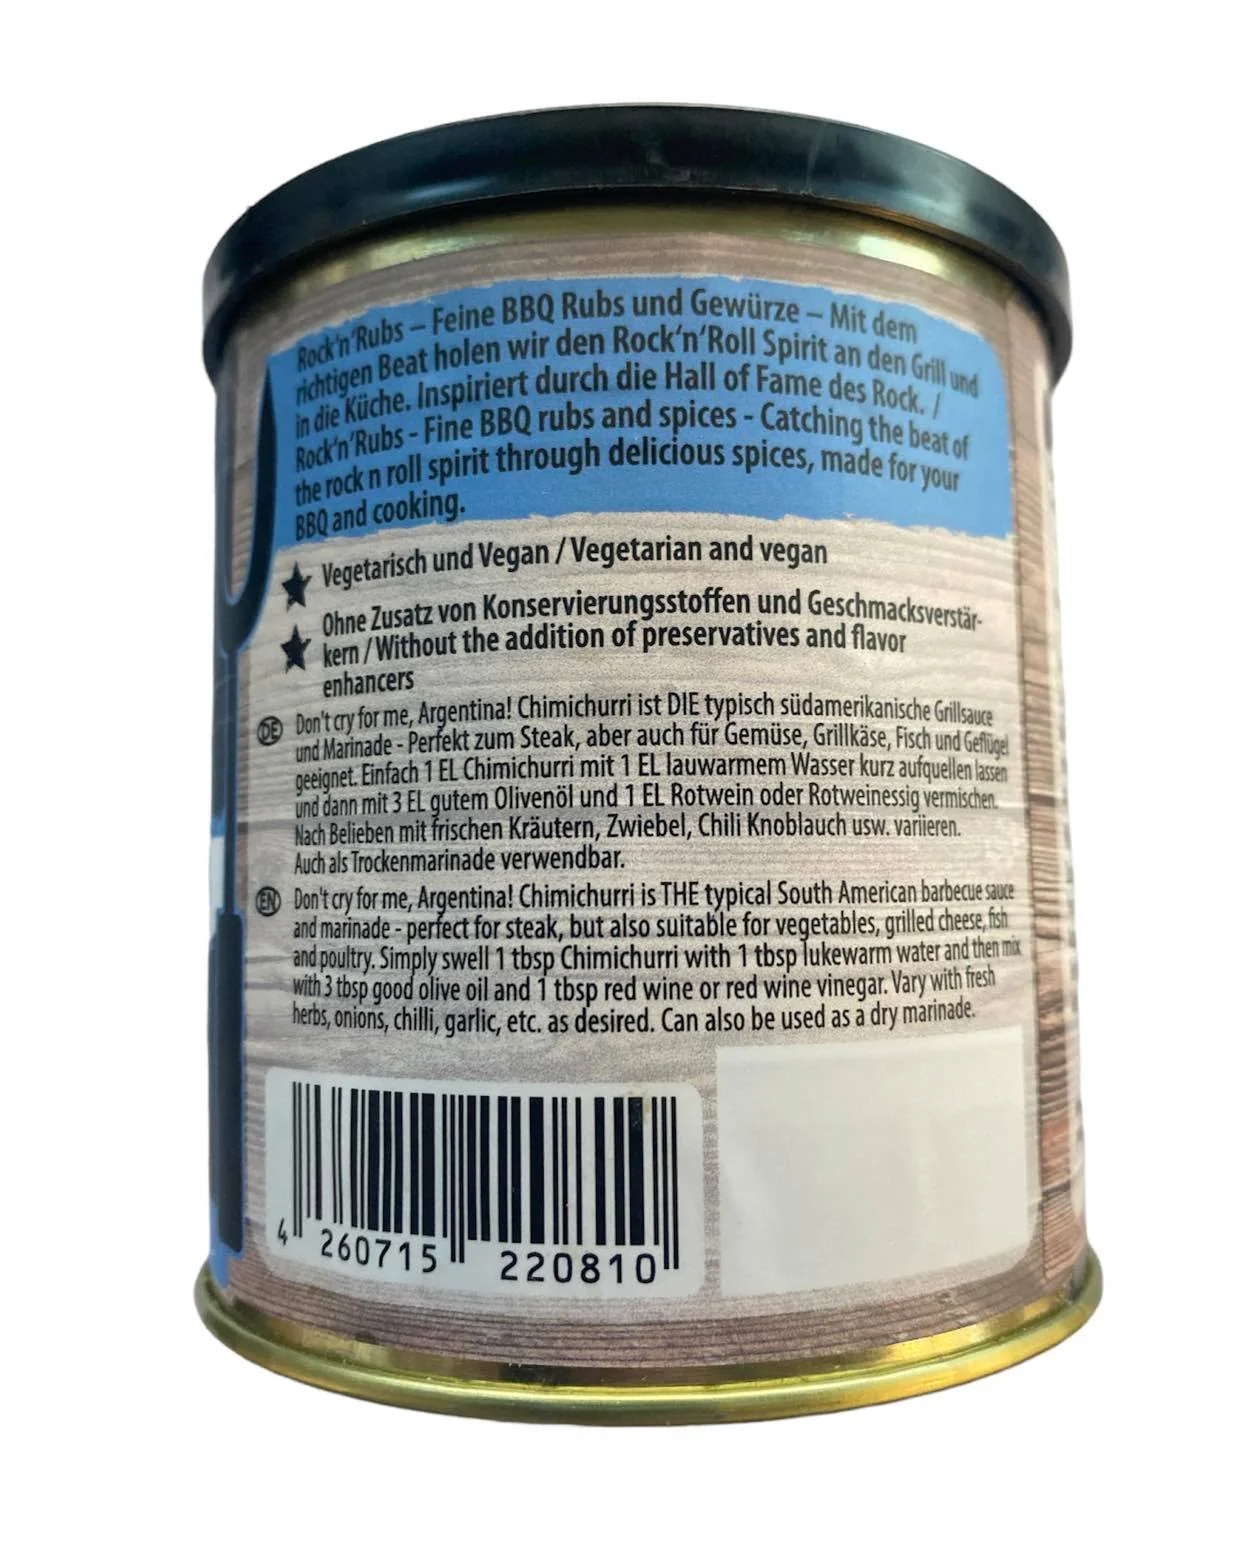 Rock'n'Rubs – Feine BBQ Rubs und Gewürze – Mit dem
richtigen Beat holen wir den Rock'n'Roll Spirit an den Grill und
in die Küche. Inspiriert durch die Hall of Fame des Rock. /
Rock'n'Rubs - Fine BBQ rubs and spices - Catching the beat of
the rock n roll spirit through delicious spices, made for your
BBQ and cooking.
Vegetarisch und Vegan / Vegetarian and vegan
Ohne Zusatz von Konservierungsstoffen und Geschmacksverstär-
kern / Without the addition of preservatives and flavor
enhancers
DE Don't cry for me, Argentina! Chimichurri ist DIE typisch südamerikanische Grillsauce
und Marinade - Perfekt zum Steak, aber auch für Gemüse, Grillkäse, Fisch und Geflügel
geeignet. Einfach 1 EL Chimichurri mit 1 EL lauwarmem Wasser kurz aufquellen lassen
und dann mit 3 EL gutem Olivenöl und 1 EL Rotwein oder Rotweinessig vermischen.
Nach Belieben mit frischen Kräutern, Zwiebel, Chili Knoblauch usw. variieren.
Auch als Trockenmarinade verwendbar.
EN Don't cry for me, Argentina! Chimichurri is THE typical South American barbecue sauce
and marinade - perfect for steak, but also suitable for vegetables, grilled cheese, fish
and poultry. Simply swell 1 tbsp Chimichurri with 1 tbsp lukewarm water and then mix
with 3 tbsp good olive oil and 1 tbsp red wine or red wine vinegar. Vary with fresh
herbs, onions, chilli, garlic, etc. as desired. Can also be used as a dry marinade.
4 260715 220810